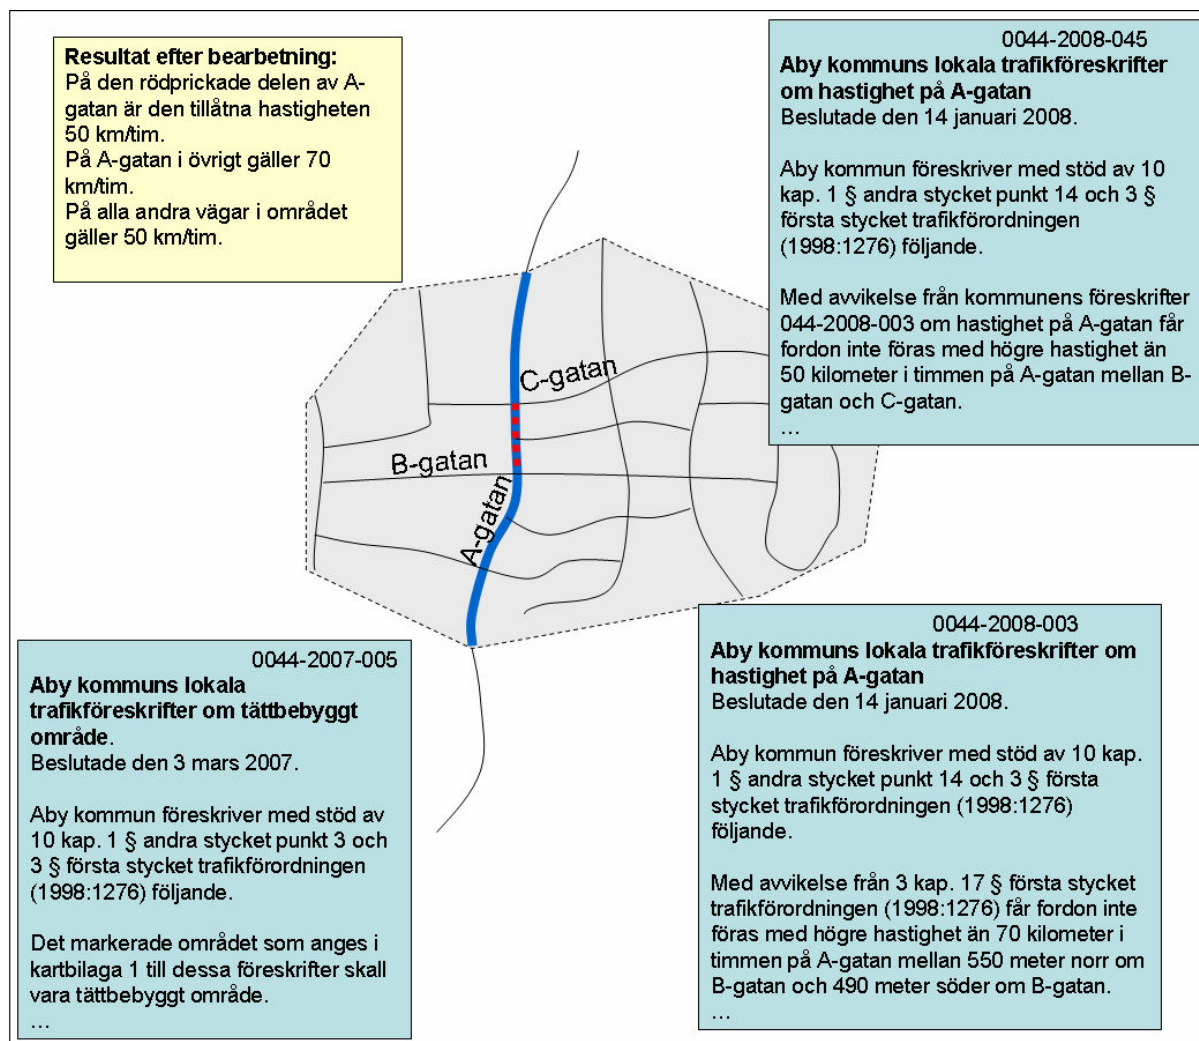 Resultat efter bearbetning:
På den rödprickade delen av A-
gatan är den tillåtna hastigheten
50 km/tim.
På A-gatan i övrigt gäller 70
km/tim.
På alla andra vägar i området
gäller 50 km/tim.
0044-2008-045
Aby kommuns lokala trafikföreskrifter
om hastighet på A-gatan
Beslutade den 14 januari 2008.
Aby kommun föreskriver med stöd av 10
kap. 1 § andra stycket punkt 14 och 3 §
första stycket trafikförordningen
(1998:1276) följande.
Med avvikelse från kommunens föreskrifter
044-2008-003 om hastighet på A-gatan får
fordon inte föras med högre hastighet än
50 kilometer i timmen på A-gatan mellan B-
gatan och C-gatan.
...
C-gatan
B-gatan
A-gatan
0044-2007-005
Aby kommuns lokala
trafikföreskrifter om tättbebyggt
område.
Beslutade den 3 mars 2007.
Aby kommun föreskriver med stöd av
10 kap. 1 § andra stycket punkt 3 och
3 § första stycket trafikförordningen
(1998:1276) följande.
Det markerade området som anges i
kartbilaga 1 till dessa föreskrifter skall
vara tättbebyggt område.
...
0044-2008-003
Aby kommuns lokala trafikföreskrifter om
hastighet på A-gatan
Beslutade den 14 januari 2008.
Aby kommun föreskriver med stöd av 10 kap.
1 § andra stycket punkt 14 och 3 § första
stycket trafikförordningen (1998:1276)
följande.
Med avvikelse från 3 kap. 17 § första stycket
trafikförordningen (1998:1276) får fordon inte
föras med högre hastighet än 70 kilometer i
timmen på A-gatan mellan 550 meter norr om
B-gatan och 490 meter söder om B-gatan.
...